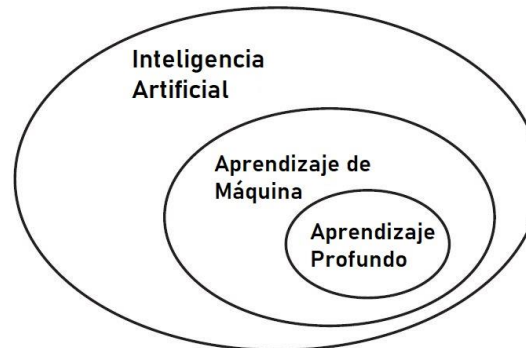 Inteligencia
Artificial
Aprendizaje de
Máquina
Aprendizaje
Profundo